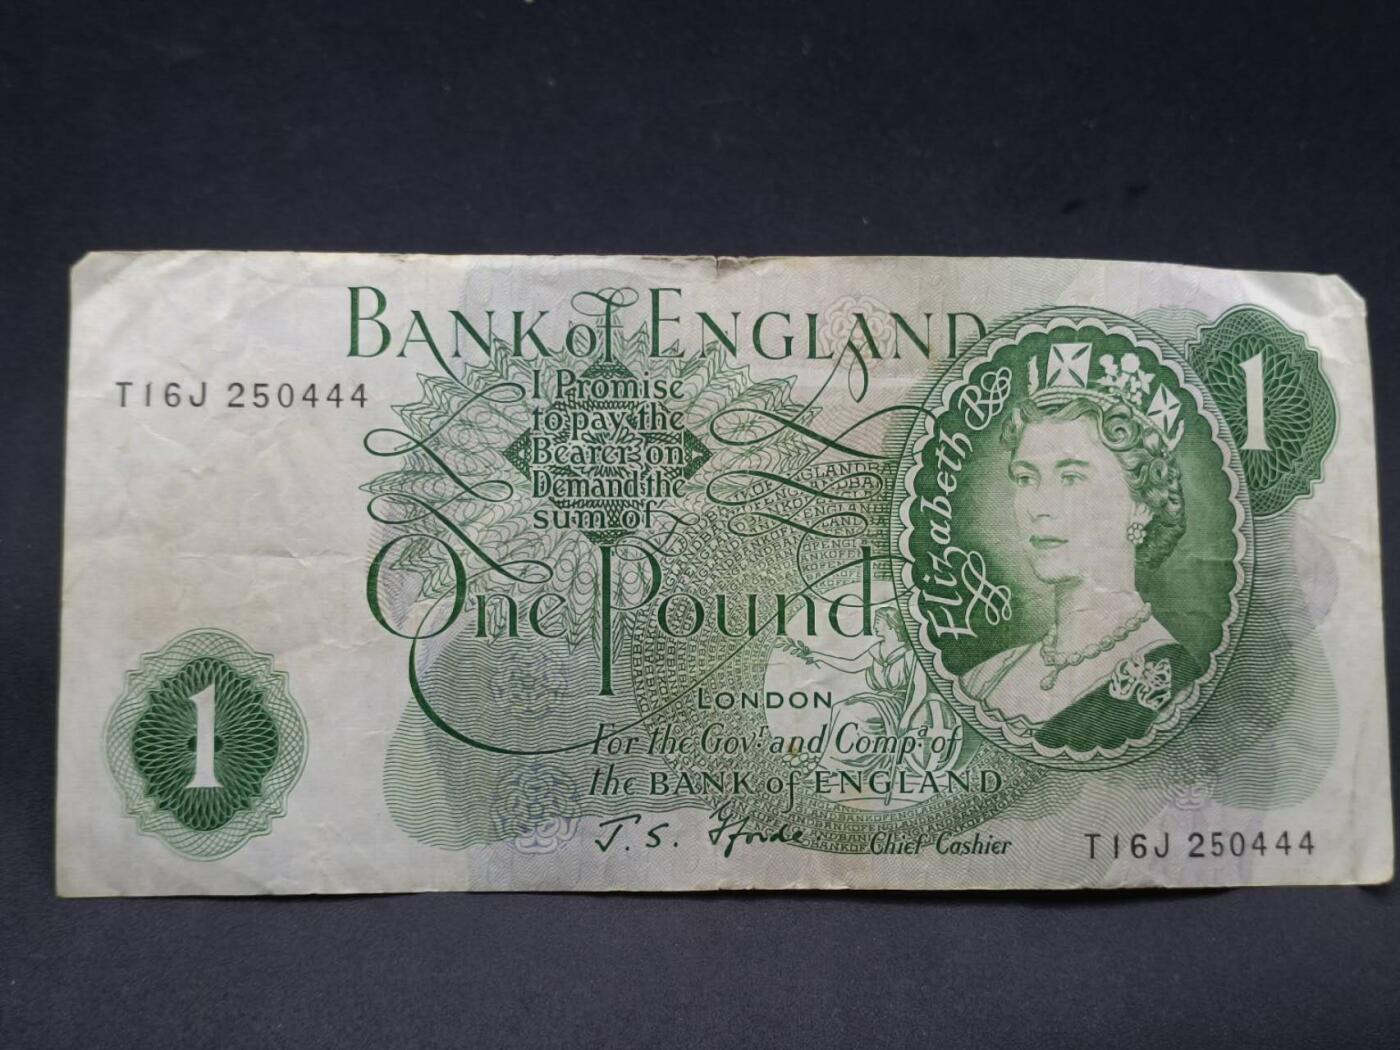 BANK of ENGLAND
T16J 250444
I Promise
to pay the
Bearer on
Demand the
sum of
One Pound
Elizabeth R
1
1
LONDON
For the Govr. and Compa. of
the BANK of ENGLAND
J. S. Fforde
Chief Cashier
T16J 250444